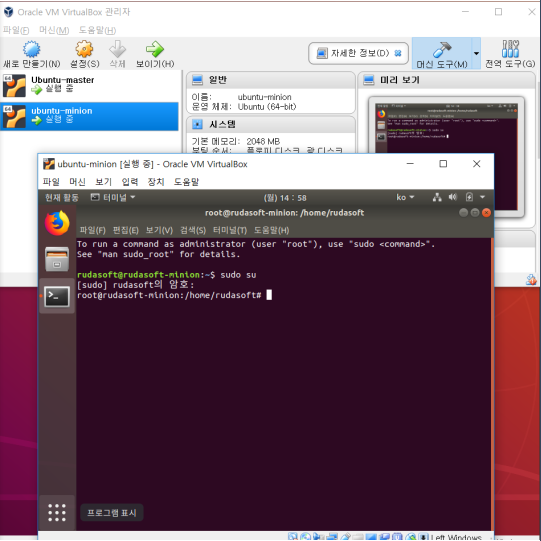 Oracle VM VirtualBox 관리자
파일(F) 머신(M) 도움말(H)
새로 만들기(N) 설정(S) 삭제 보이기(H) 자세한 정보(D) 머신 도구(M) 전역 도구(G)
64 Ubuntu-master
실행 중
64 ubuntu-minion
실행 중
일반
이름: ubuntu-minion
운영 체제: Ubuntu (64-bit)
시스템
기본 메모리: 2048 MB
부팅 순서: 플로피 디스크, 광 디스크
미리 보기
ubuntu-minion [실행 중] - Oracle VM VirtualBox
파일 머신 보기 입력 장치 도움말
현재 활동 터미널 (월) 14 : 58 ko
root@rudasoft-minion: /home/rudasoft
파일(F) 편집(E) 보기(V) 검색(S) 터미널(T) 도움말(H)
To run a command as administrator (user "root"), use "sudo <command>".
See "man sudo_root" for details.
rudasoft@rudasoft-minion:~$ sudo su
[sudo] rudasoft의 암호:
root@rudasoft-minion:/home/rudasoft#
프로그램 표시
Left Windows